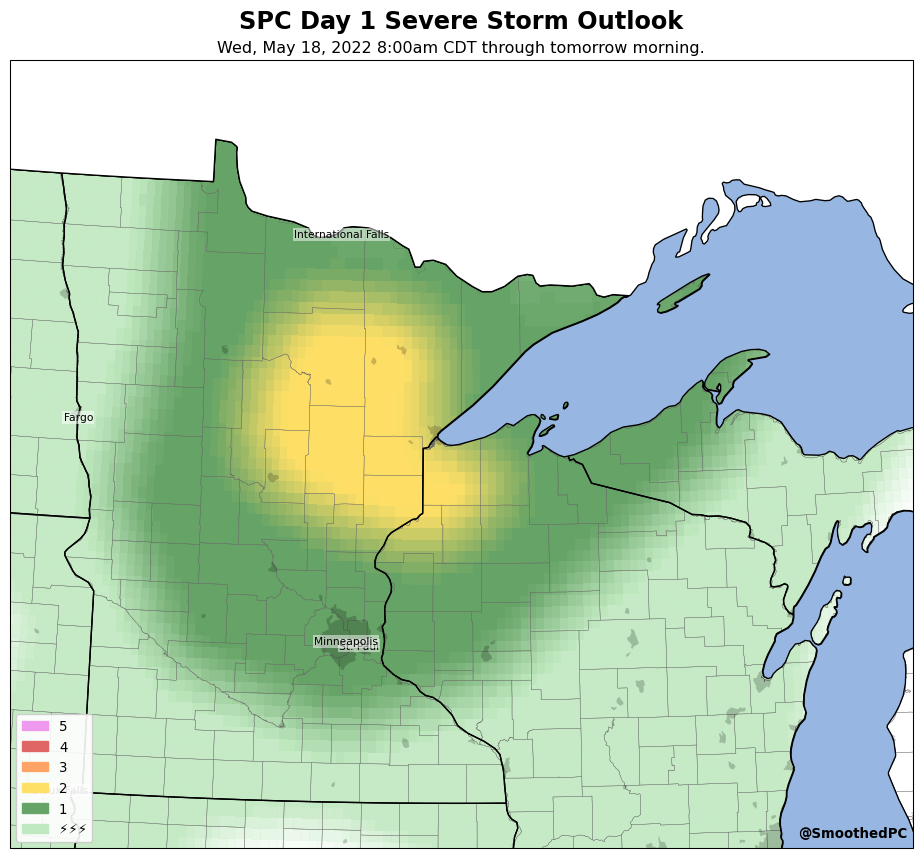 SPC Day 1 Severe Storm Outlook
Wed, May 18, 2022 8:00am CDT through tomorrow morning.
International Falls
Fargo
Minneapolis
St. Paul
5
4
3
2
1
⚡⚡⚡
@SmoothedPC